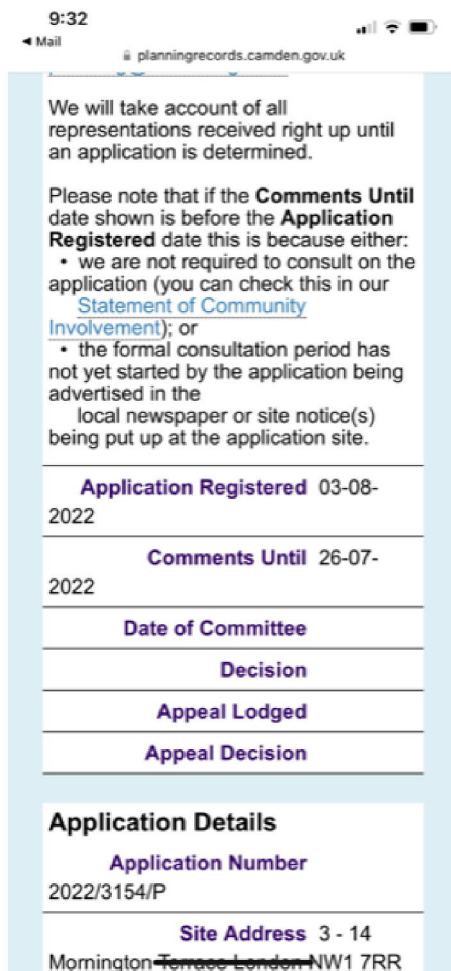 9:32
◀ Mail
planningrecords.camden.gov.uk
We will take account of all
representations received right up until
an application is determined.
Please note that if the Comments Until
date shown is before the Application
Registered date this is because either:
• we are not required to consult on the
application (you can check this in our
Statement of Community
Involvement); or
• the formal consultation period has
not yet started by the application being
advertised in the
local newspaper or site notice(s)
being put up at the application site.
Application Registered 03-08-
2022
Comments Until 26-07-
2022
Date of Committee
Decision
Appeal Lodged
Appeal Decision
Application Details
Application Number
2022/3154/P
Site Address 3 - 14
Mornington Terrace London NW1 7RR